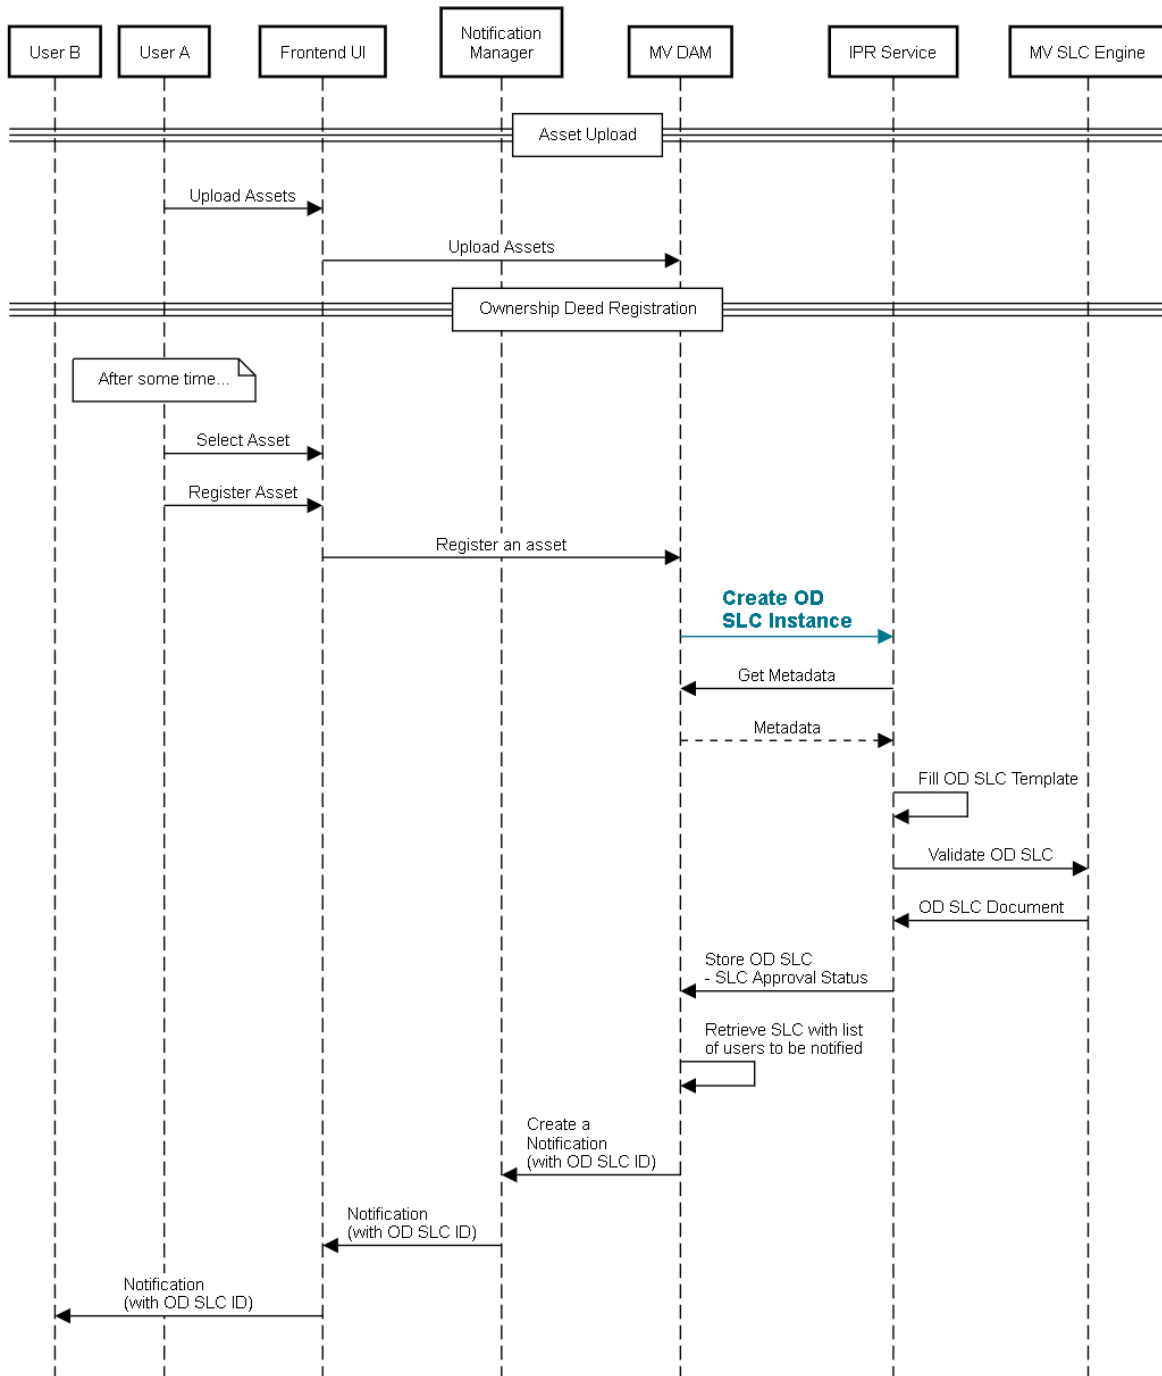 User B
User A
Frontend UI
Notification
Manager
MV DAM
IPR Service
MV SLC Engine
Asset Upload
Upload Assets
Upload Assets
Ownership Deed Registration
After some time...
Select Asset
Register Asset
Register an asset
Create OD
SLC Instance
Get Metadata
Metadata
Fill OD SLC Template
Validate OD SLC
OD SLC Document
Store OD SLC
- SLC Approval Status
Retrieve SLC with list
of users to be notified
Create a
Notification
(with OD SLC ID)
Notification
(with OD SLC ID)
Notification
(with OD SLC ID)